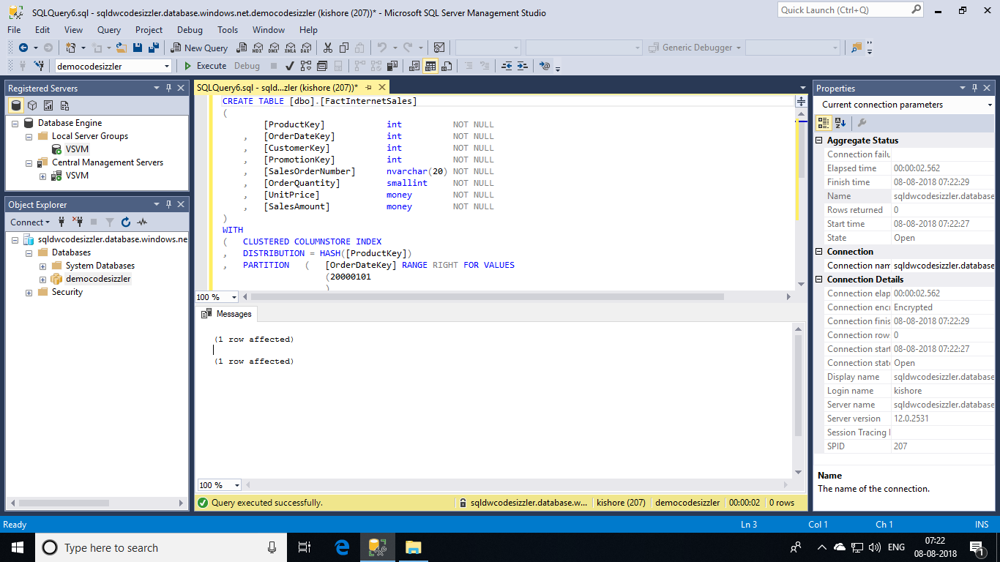 SQLQuery6.sql - sqldwcodesizzler.database.windows.net.democodesizzler (kishore (207))* - Microsoft SQL Server Management Studio
Quick Launch (Ctrl+Q)
File Edit View Query Project Debug Tools Window Help
New Query
MDX DMX XMLA DAX
Generic Debugger
democodesizzler
Execute Debug
Registered Servers
Database Engine
Local Server Groups
VSVM
Central Management Servers
VSVM
Object Explorer
Connect
sqldwcodesizzler.database.windows.ne
Databases
System Databases
democodesizzler
Security
SQLQuery6.sql - sqld...zler (kishore (207))*
CREATE TABLE [dbo].[FactInternetSales]
(
[ProductKey] int NOT NULL
, [OrderDateKey] int NOT NULL
, [CustomerKey] int NOT NULL
, [PromotionKey] int NOT NULL
, [SalesOrderNumber] nvarchar(20) NOT NULL
, [OrderQuantity] smallint NOT NULL
, [UnitPrice] money NOT NULL
, [SalesAmount] money NOT NULL
)
WITH
( CLUSTERED COLUMNSTORE INDEX
, DISTRIBUTION = HASH([ProductKey])
, PARTITION ( [OrderDateKey] RANGE RIGHT FOR VALUES
(20000101
)
100 %
Messages
(1 row affected)
(1 row affected)
100 %
Query executed successfully.
sqldwcodesizzler.database.w... kishore (207) democodesizzler 00:00:02 0 rows
Properties
Current connection parameters
Aggregate Status
Connection failu
Elapsed time 00:00:02.562
Finish time 08-08-2018 07:22:29
Name sqldwcodesizzler.database
Rows returned 0
Start time 08-08-2018 07:22:27
State Open
Connection
Connection nam sqldwcodesizzler.database
Connection Details
Connection elap 00:00:02.562
Connection encr Encrypted
Connection finis 08-08-2018 07:22:29
Connection row 0
Connection start 08-08-2018 07:22:27
Connection stat Open
Display name sqldwcodesizzler.database
Login name kishore
Server name sqldwcodesizzler.database
Server version 12.0.2531
Session Tracing I
SPID 207
Name
The name of the connection.
Ready
Ln 3 Col 1 Ch 1 INS
Type here to search
ENG
07:22
08-08-2018
1